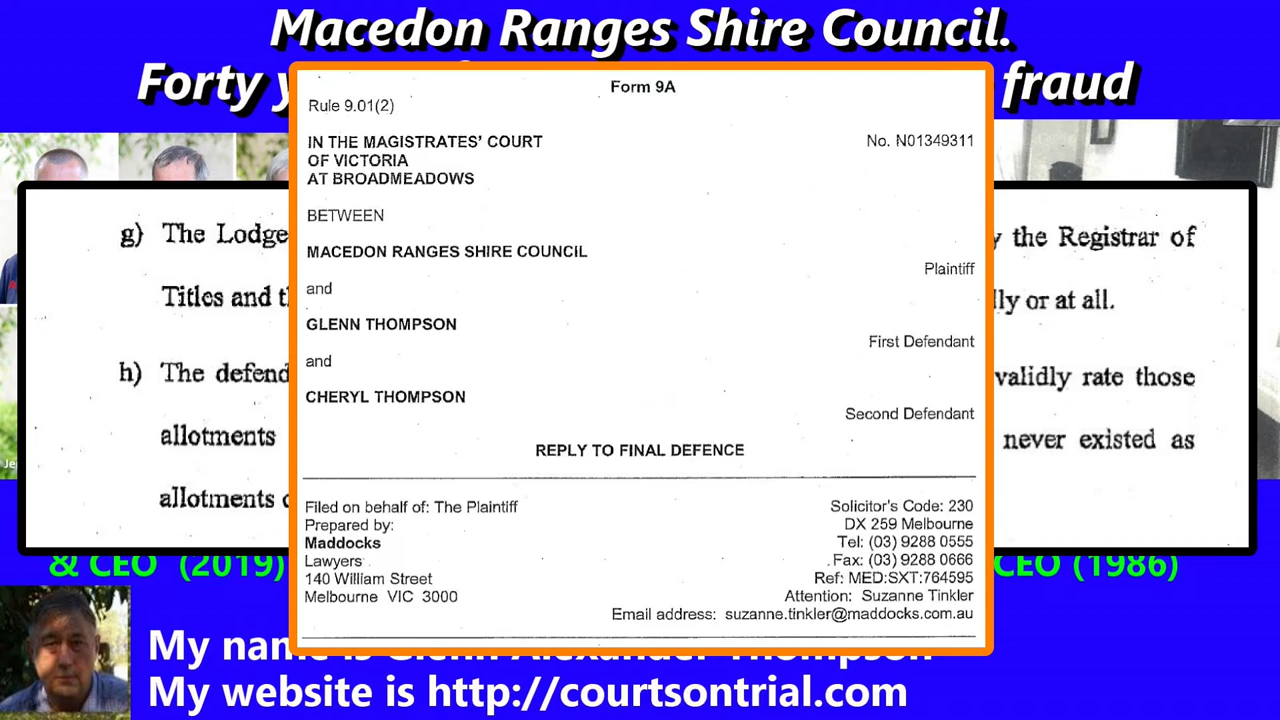 Macedon Ranges Shire Council.
Forty y fraud
Form 9A
Rule 9.01(2)
IN THE MAGISTRATES' COURT
OF VICTORIA
AT BROADMEADOWS
No. N01349311
BETWEEN
MACEDON RANGES SHIRE COUNCIL
Plaintiff
and
GLENN THOMPSON
First Defendant
and
CHERYL THOMPSON
Second Defendant
REPLY TO FINAL DEFENCE
Filed on behalf of: The Plaintiff
Prepared by:
Maddocks
Lawyers
140 William Street
Melbourne VIC 3000
Solicitor's Code: 230
DX 259 Melbourne
Tel: (03) 9288 0555
Fax: (03) 9288 0666
Ref: MED:SXT:764595
Attention: Suzanne Tinkler
Email address: suzanne.tinkler@maddocks.com.au
g) The Lodge y the Registrar of
Titles and th lly or at all.
h) The defend validly rate those
allotments never existed as
allotments
& CEO (2019) CEO (1986)
My name is Glenn Alexander Thompson
My website is http://courtsontrial.com